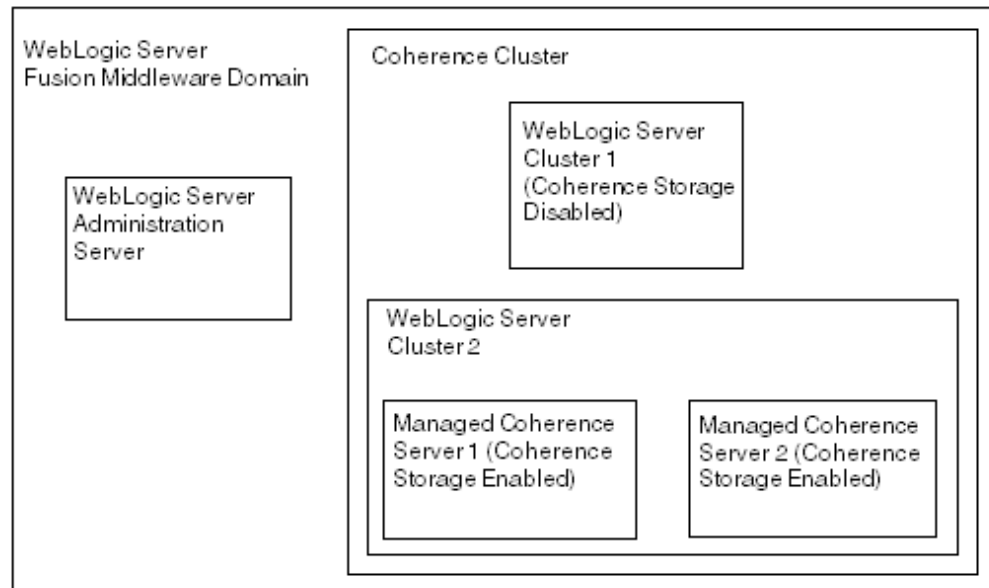 WebLogic Server
Fusion Middleware Domain
WebLogic Server
Administration
Server
Coherence Cluster
WebLogic Server
Cluster 1
(Coherence Storage
Disabled)
WebLogic Server
Cluster 2
Managed Coherence
Server 1 (Coherence
Storage Enabled)
Managed Coherence
Server 2 (Coherence
Storage Enabled)